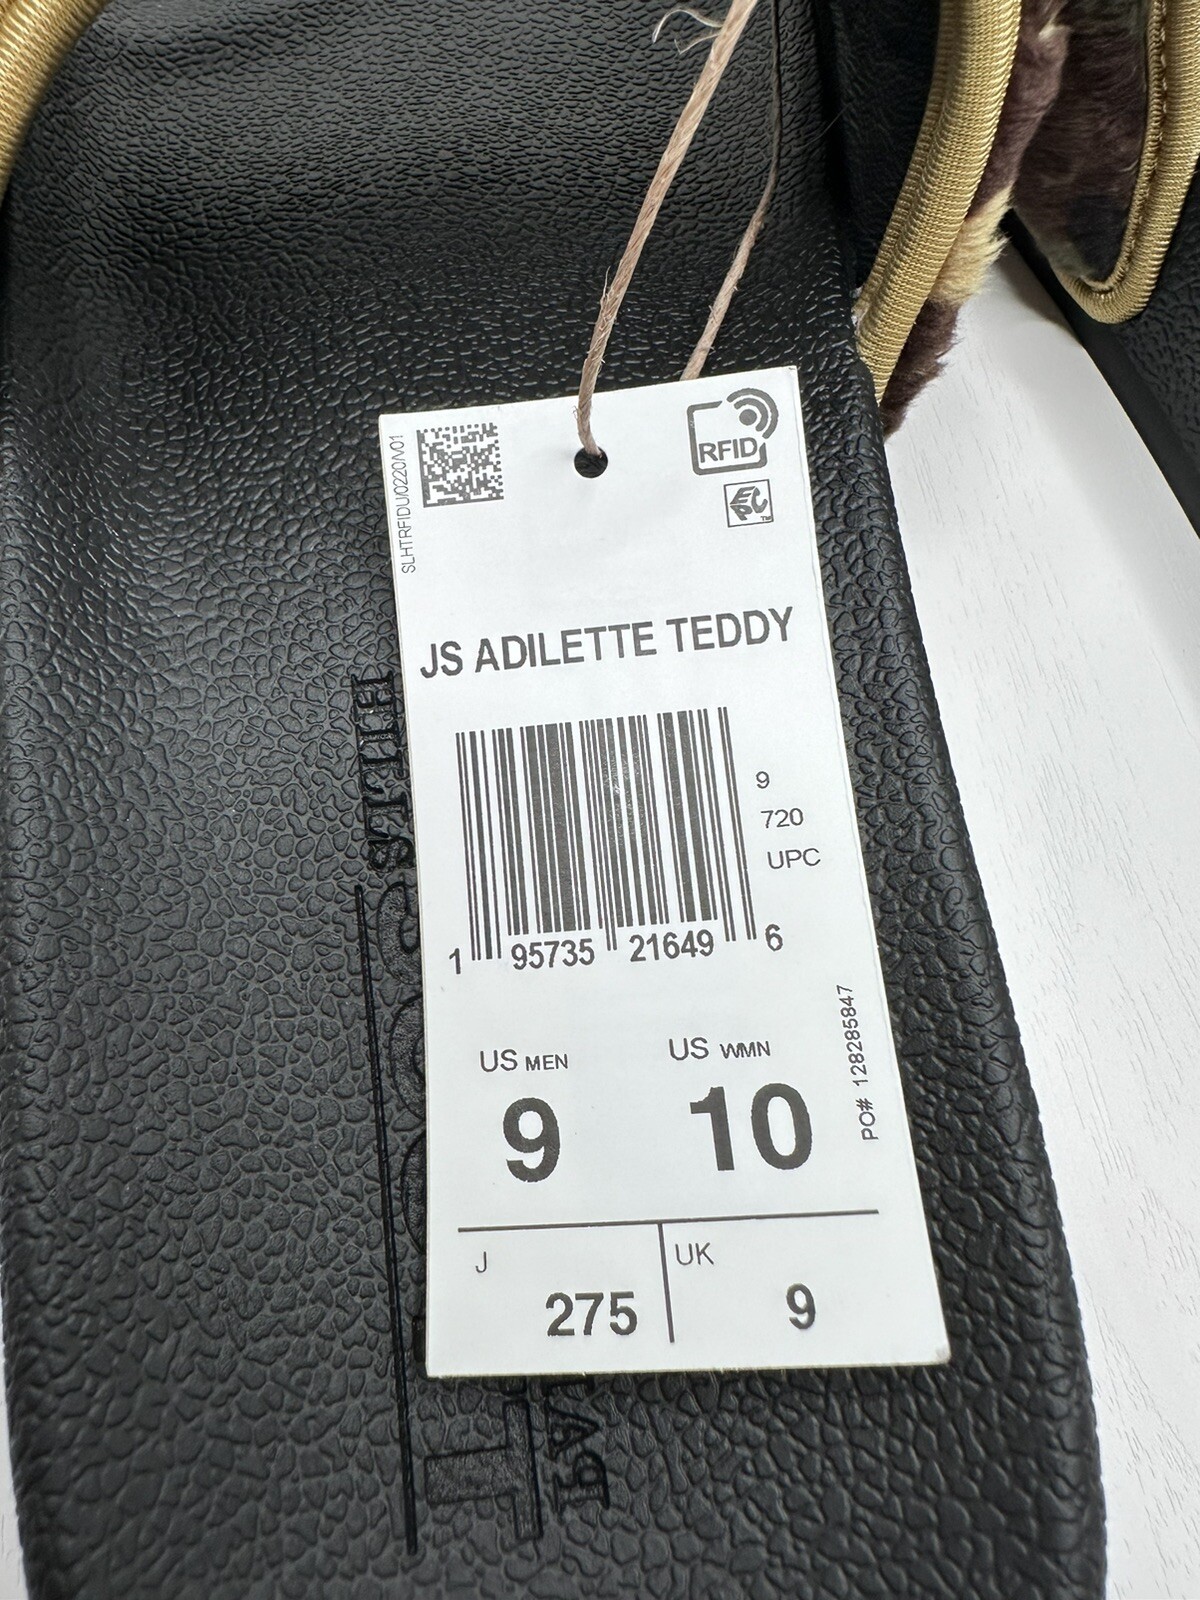 SLHTRFIDU/0220/V01
RFID
EPC™
JS ADILETTE TEDDY
9
720
UPC
1 95735 21649 6
US MEN
9
US WMN
10
PO# 128285847
J
275
UK
9